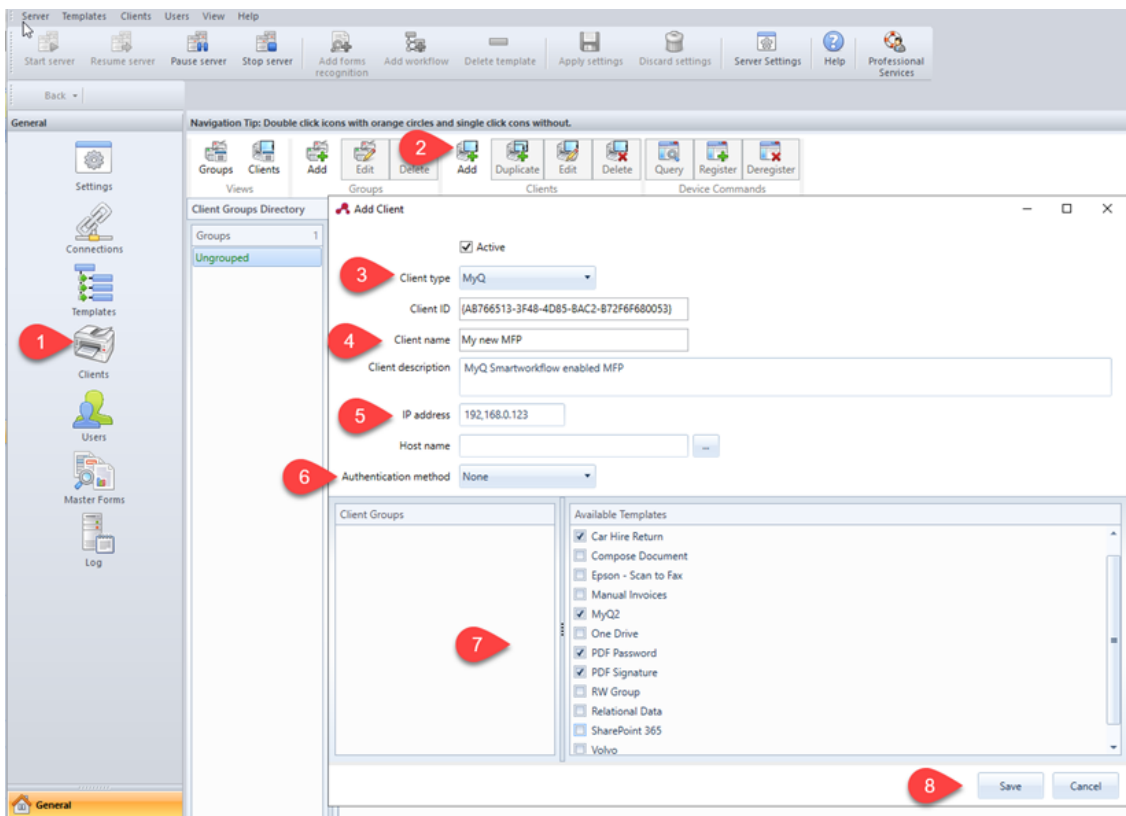 Server Templates Clients Users View Help
Start server Resume server Pause server Stop server Add forms recognition Add workflow Delete template Apply settings Discard settings Server Settings Help Professional Services
Back
General
Navigation Tip: Double click icons with orange circles and single click cons without.
2
Groups Clients Add Edit Delete Add Duplicate Edit Delete Query Register Deregister
Views Groups Clients Device Commands
Settings
Connections
Templates
1
Clients
Users
Master Forms
Log
General
Client Groups Directory
Groups 1
Ungrouped
Add Client
Active
3
Client type MyQ
Client ID {AB766513-3F48-4D85-BAC2-B72F6F680053}
4
Client name My new MFP
Client description MyQ Smartworkflow enabled MFP
5
IP address 192,168.0.123
Host name ...
6
Authentication method None
Client Groups
7
Available Templates
Car Hire Return
Compose Document
Epson - Scan to Fax
Manual Invoices
MyQ2
One Drive
PDF Password
PDF Signature
RW Group
Relational Data
SharePoint 365
Volvo
8
Save Cancel